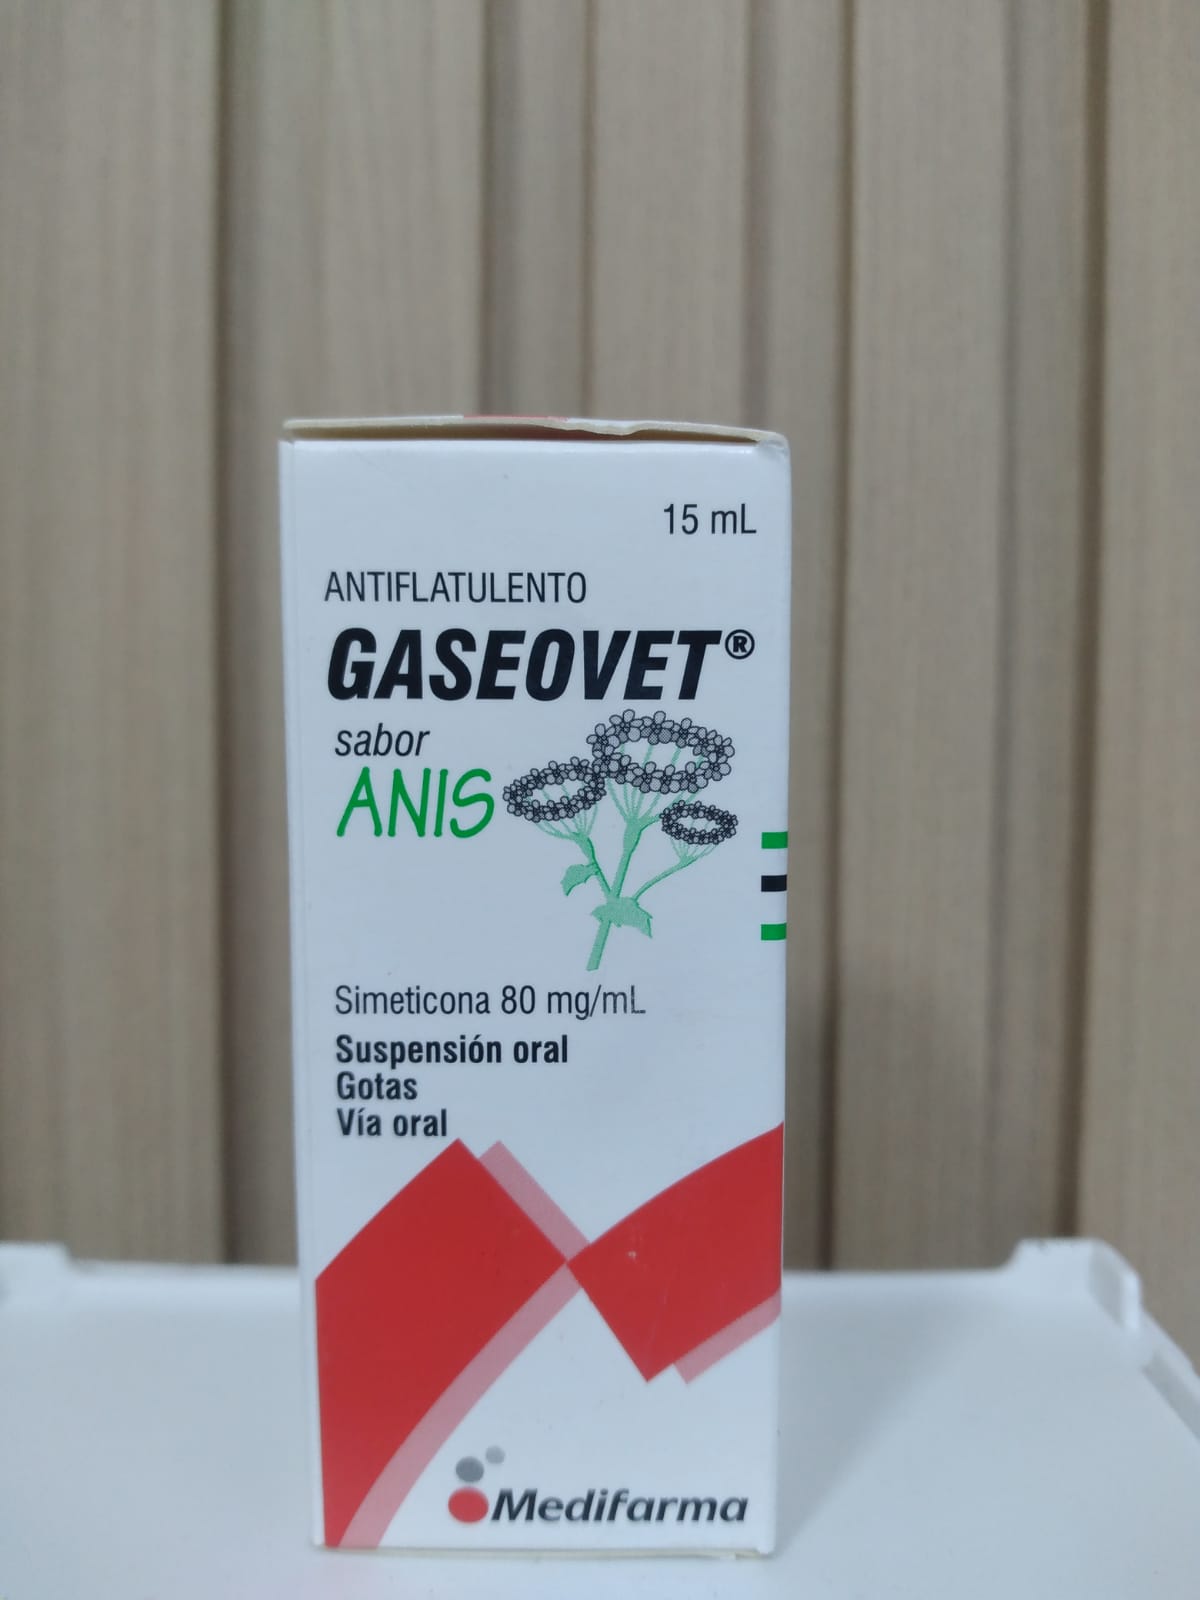 15 mL
ANTIFLATULENTO
GASEOVET®
sabor
ANIS
Simeticona 80 mg/mL
Suspensión oral
Gotas
Vía oral
Medifarma